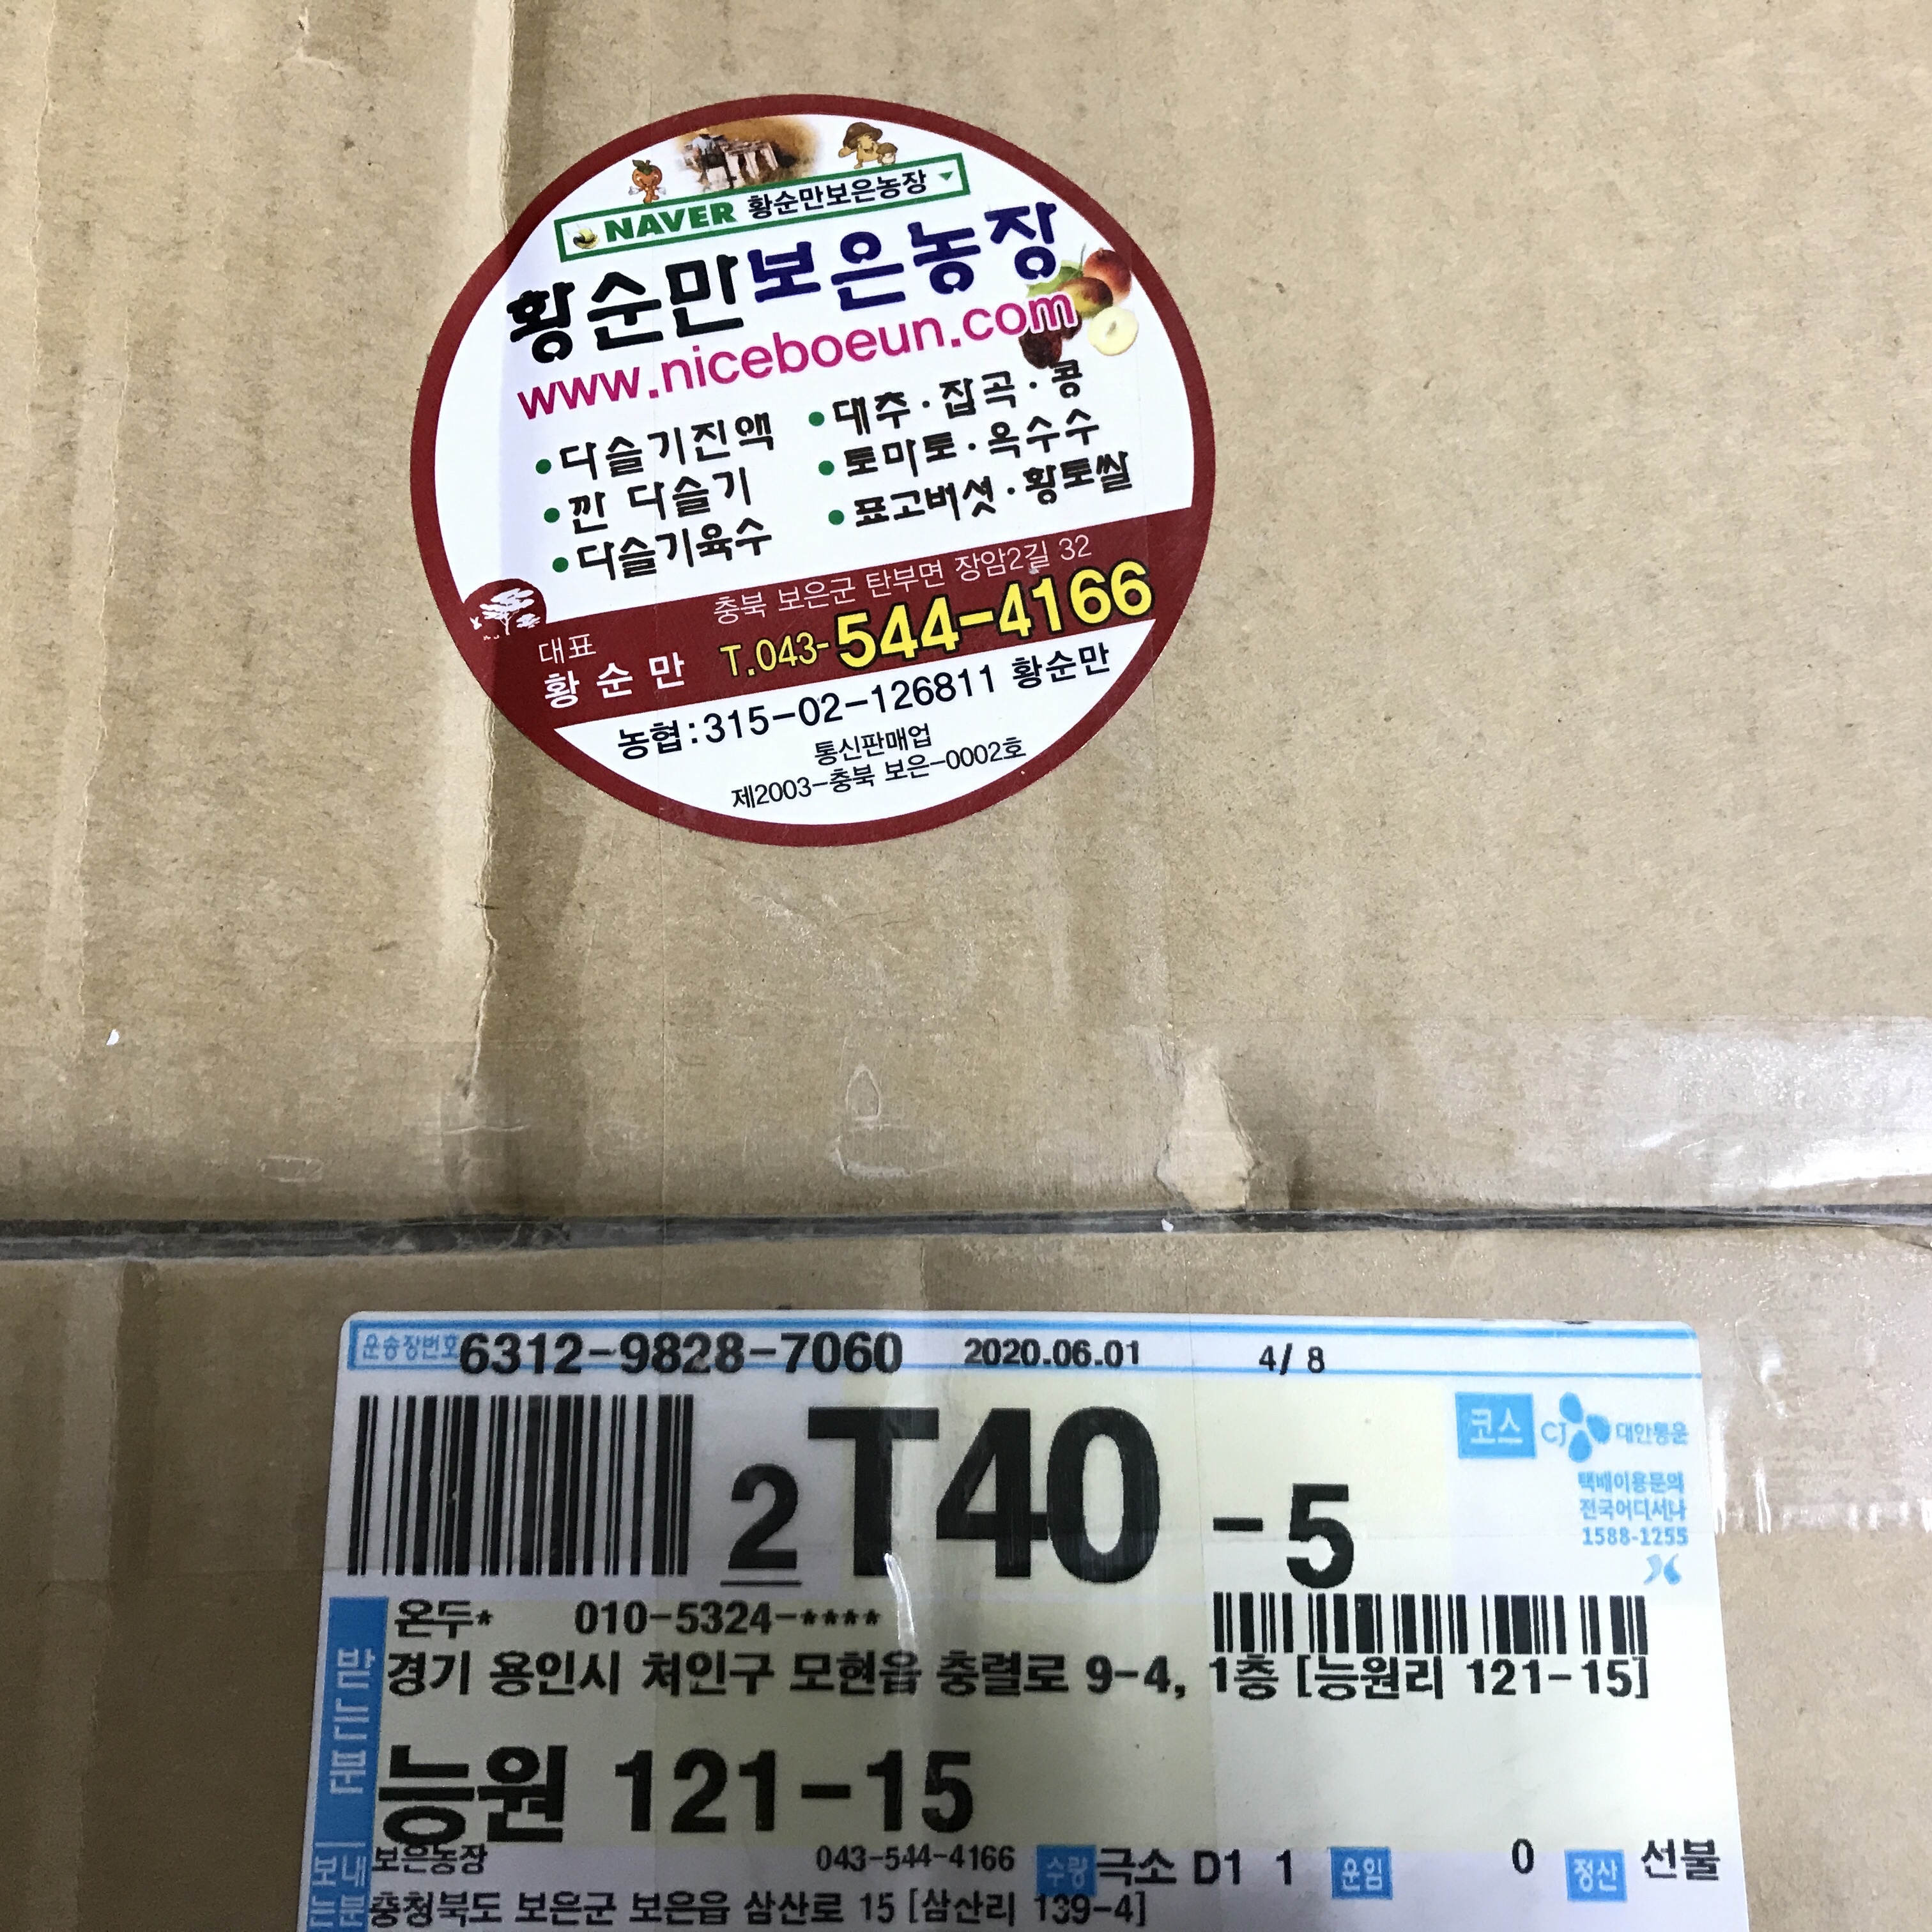 NAVER 황순만보은농장
황순만보은농장
www.niceboeun.com
• 다슬기진액
• 깐 다슬기
• 다슬기육수
• 대추·잡곡·콩
• 토마토·옥수수
• 표고버섯·황토쌀
충북 보은군 탄부면 장암2길 32
대표
황순만
T.043-544-4166
농협:315-02-126811 황순만
통신판매업
제2003-충북 보은-0002호
운송장번호 6312-9828-7060 2020.06.01 4/ 8
2 T40 -5
코스 CJ 대한통운
택배이용문의
전국어디서나
1588-1255
받는분
온두* 010-5324-****
경기 용인시 처인구 모현읍 충렬로 9-4, 1층 [능원리 121-15]
능원 121-15
보내는분
보은농장 043-544-4166 수량 극소 D1 1 운임 0 정산 선불
충청북도 보은군 보은읍 삼산로 15 [삼산리 139-4]